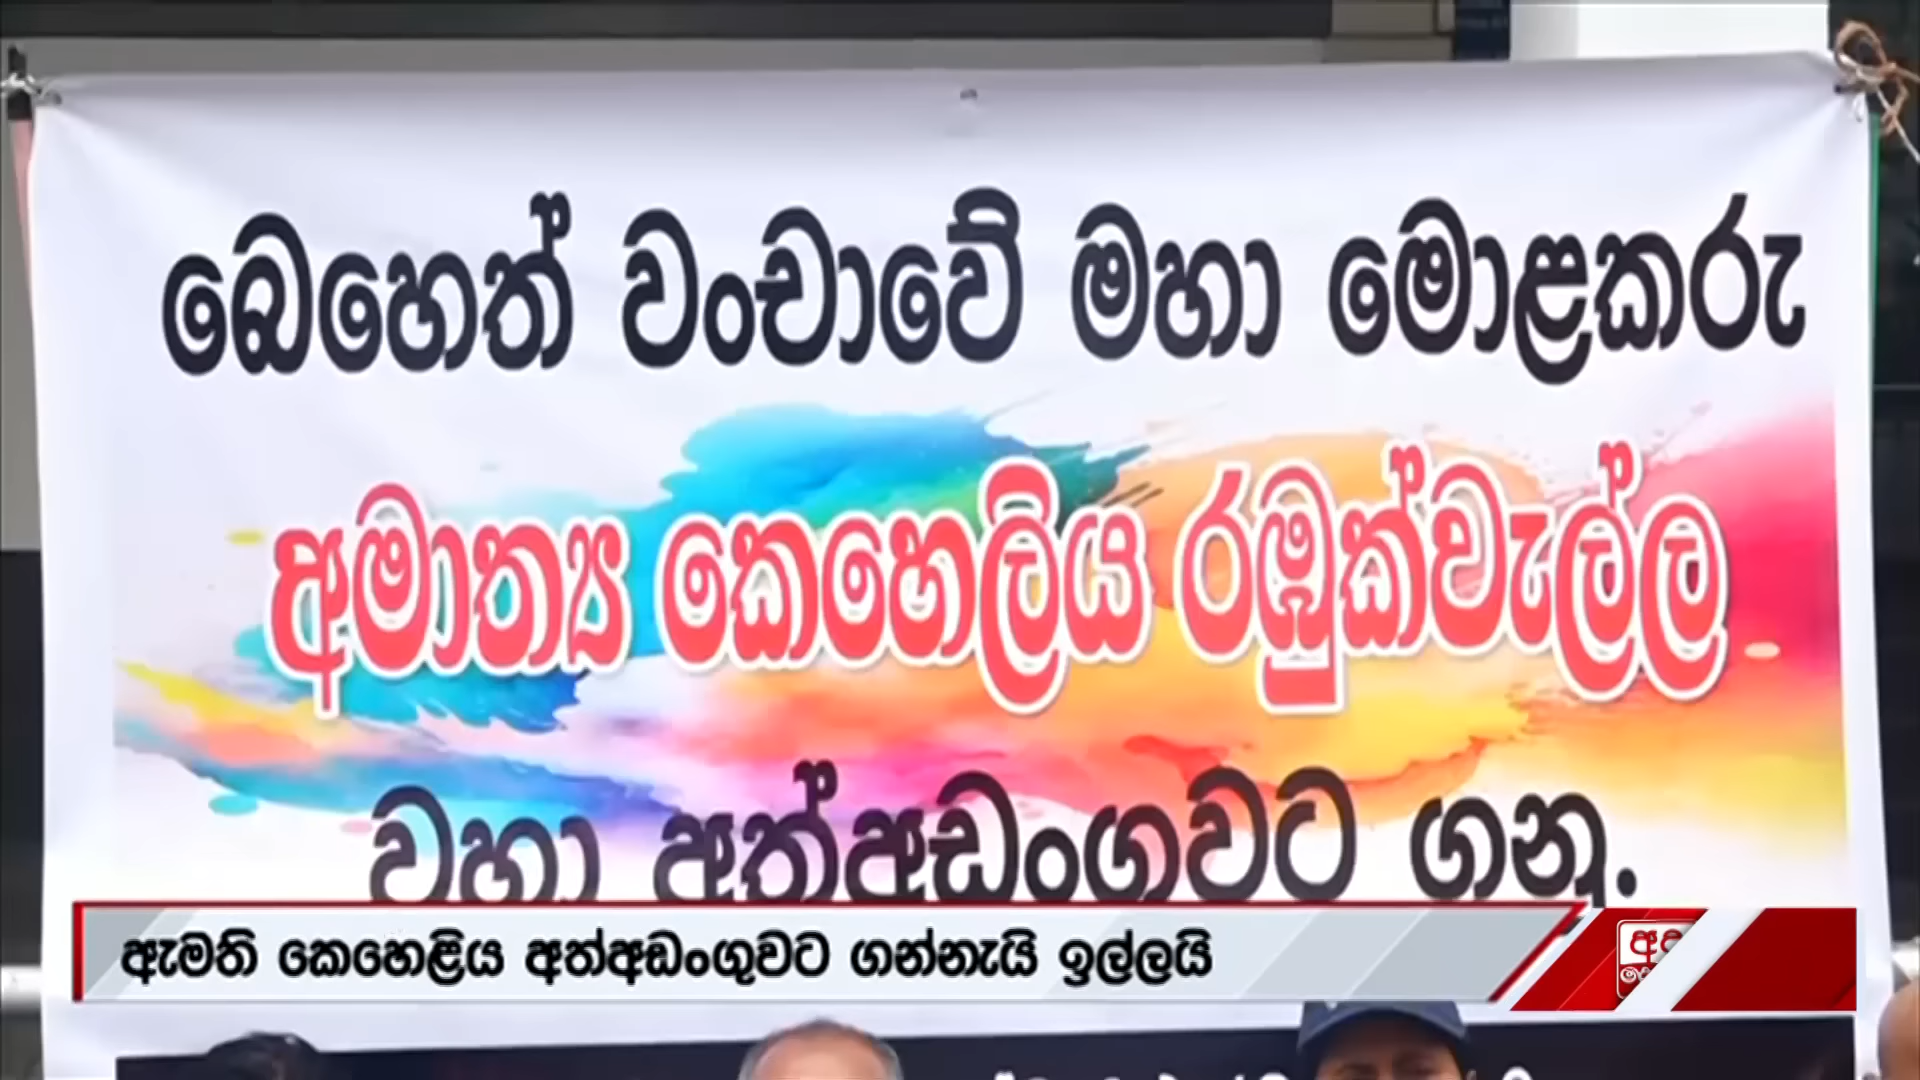 බෙහෙත් වංචාවේ මහා මොළකරු
අමාත්‍ය කෙහෙලිය රඹුක්වැල්ල
වහා අත්අඩංගුවට ගනු.
ඇමති කෙහෙළිය අත්අඩංගුවට ගන්නැයි ඉල්ලයි